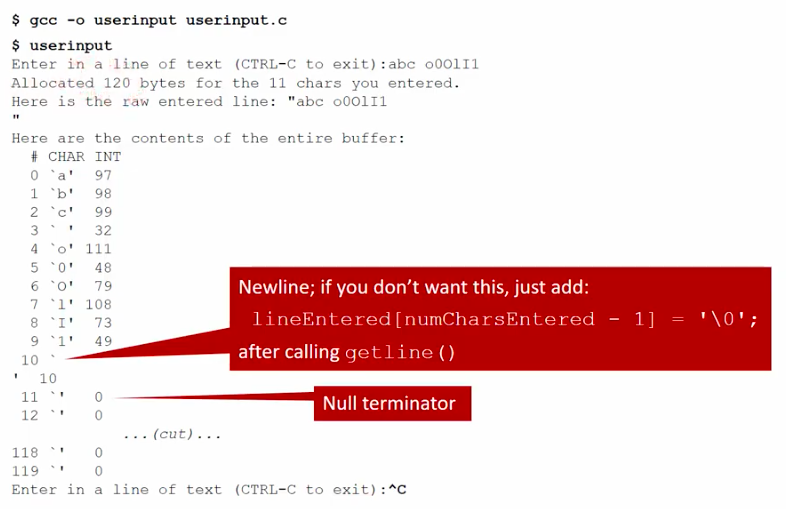 $ gcc -o userinput userinput.c
$ userinput
Enter in a line of text (CTRL-C to exit):abc o0OlI1
Allocated 120 bytes for the 11 chars you entered.
Here is the raw entered line: "abc o0OlI1
"
Here are the contents of the entire buffer:
# CHAR INT
0 `a' 97
1 `b' 98
2 `c' 99
3 ` ' 32
4 `o' 111
5 `0' 48
6 `O' 79
7 `l' 108
8 `I' 73
9 `1' 49
10 `
' 10
11 `' 0
12 `' 0
...(cut)...
118 `' 0
119 `' 0
Enter in a line of text (CTRL-C to exit):^C
Newline; if you don't want this, just add:
lineEntered[numCharsEntered - 1] = '\0';
after calling getline()
Null terminator